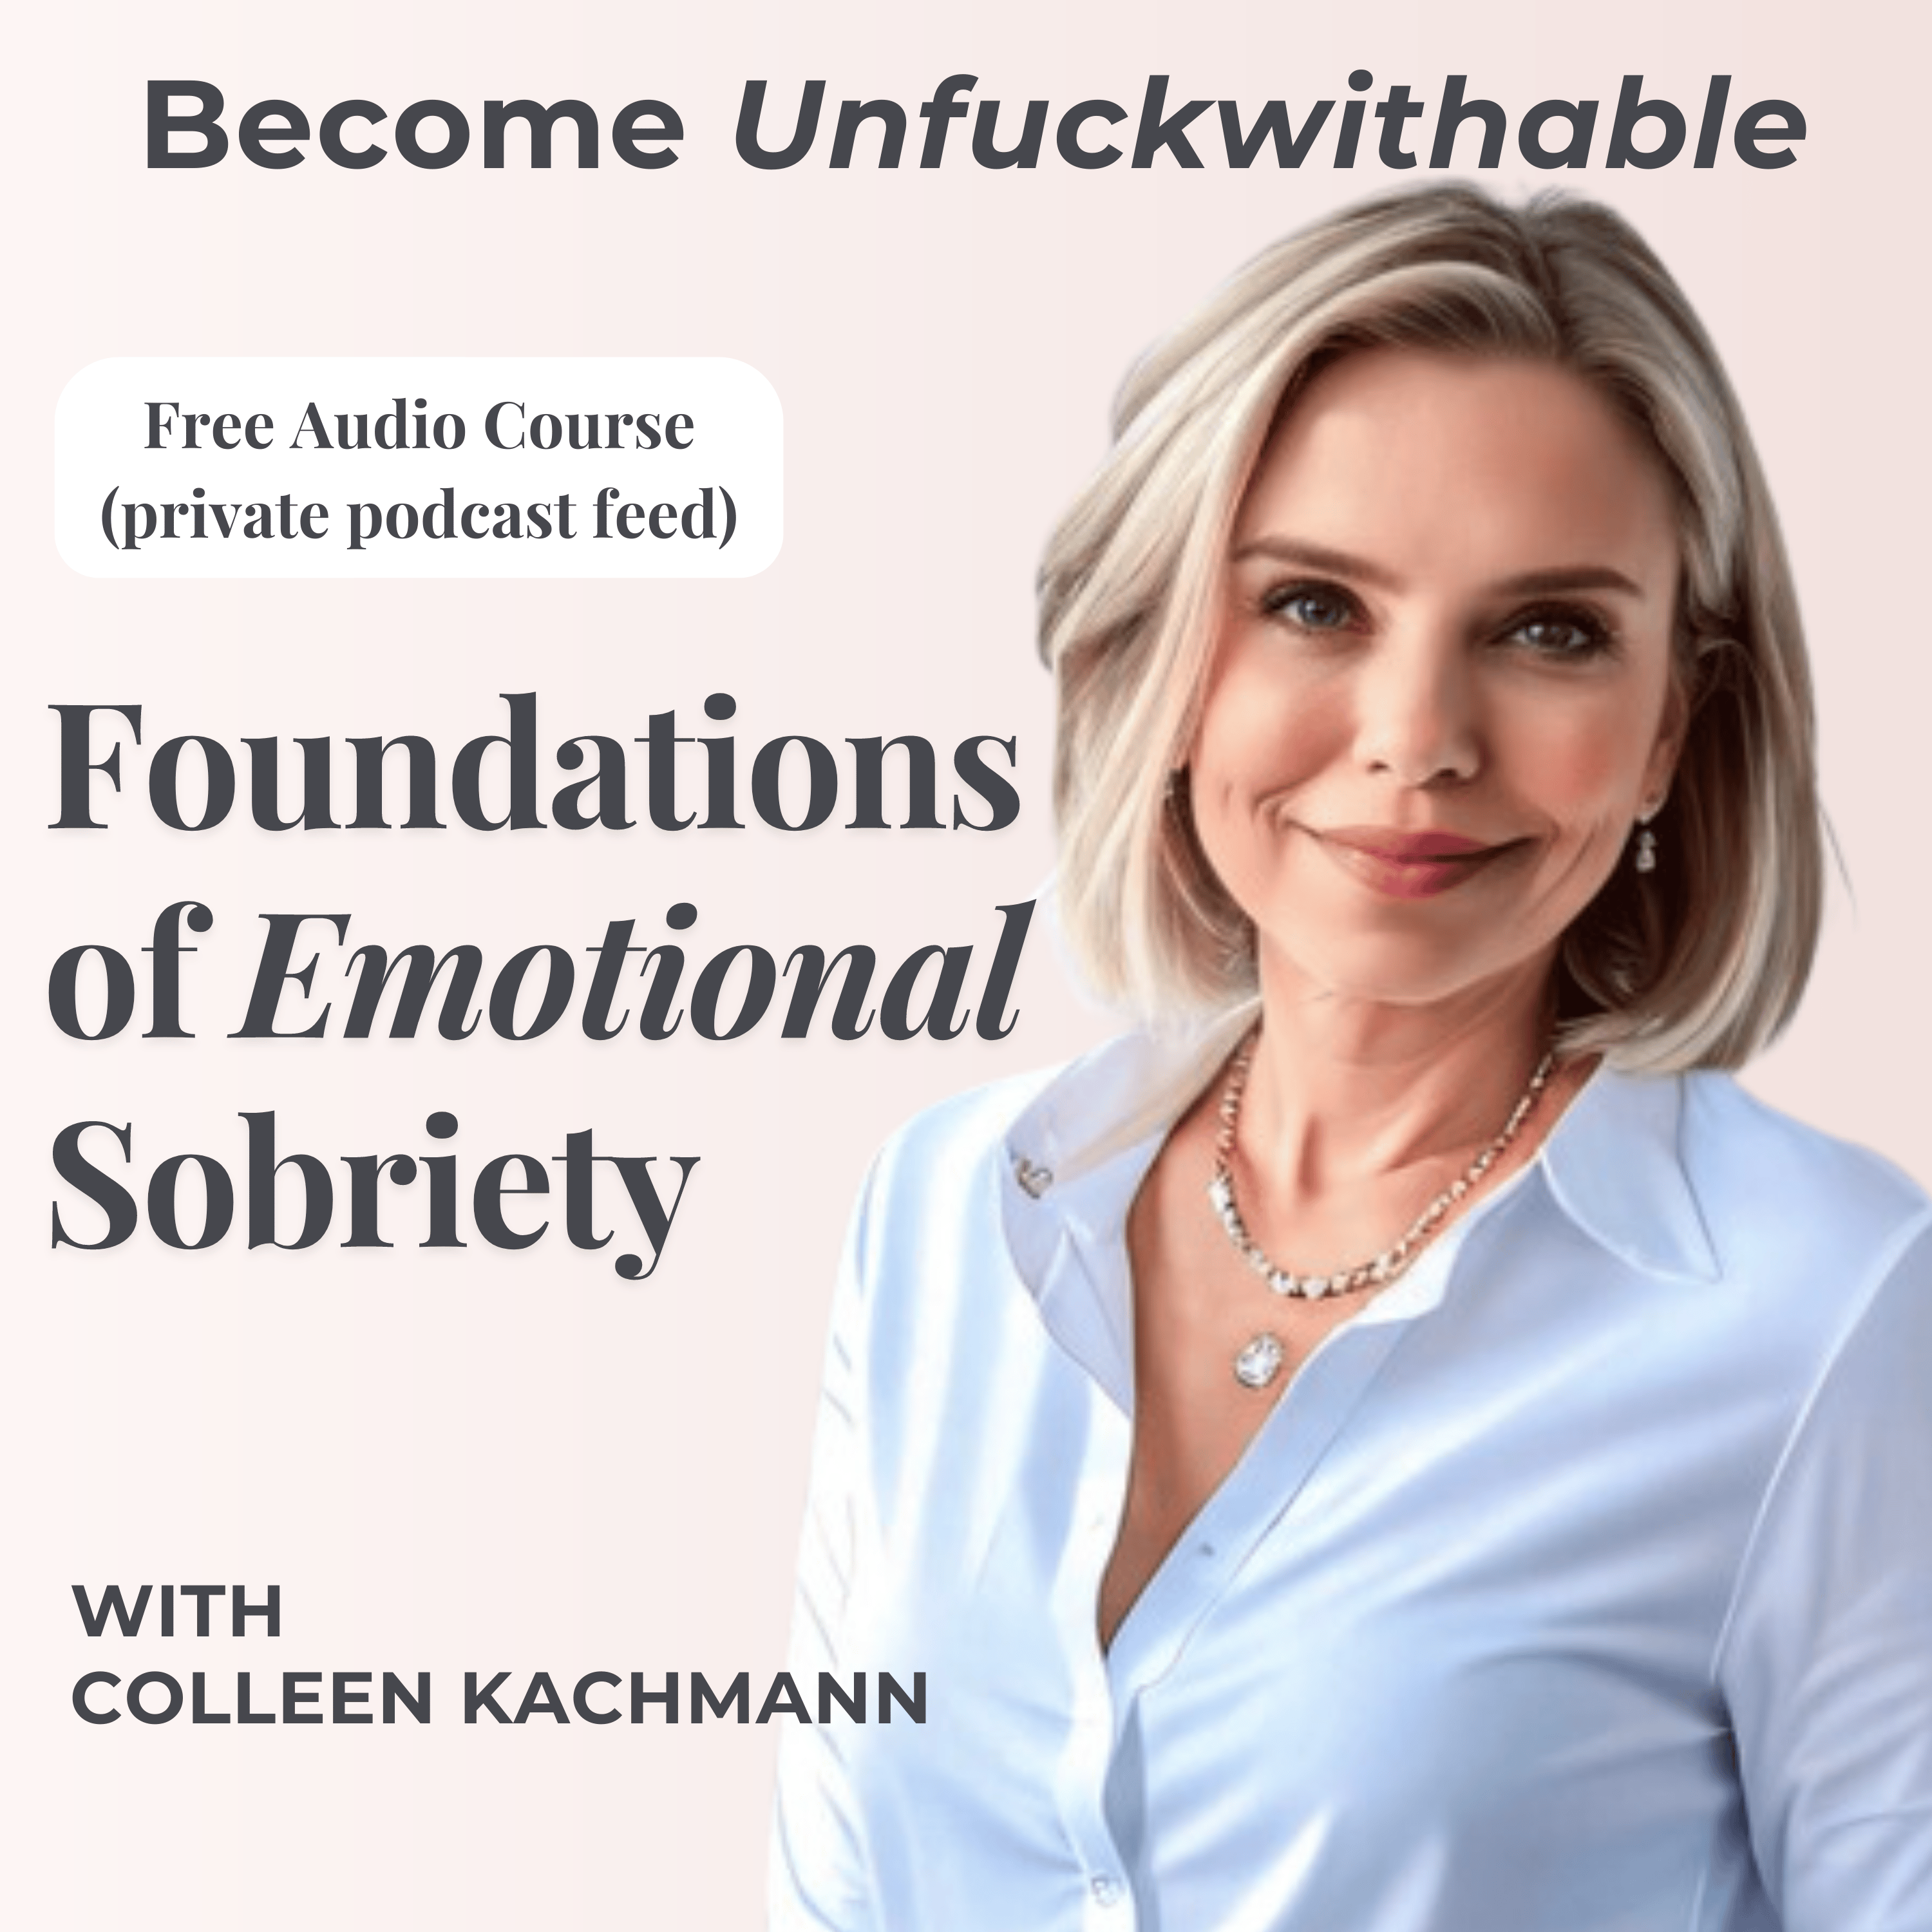 Become Unfuckwithable
Free Audio Course
(private podcast feed)
Foundations
of Emotional
Sobriety
WITH
COLLEEN KACHMANN